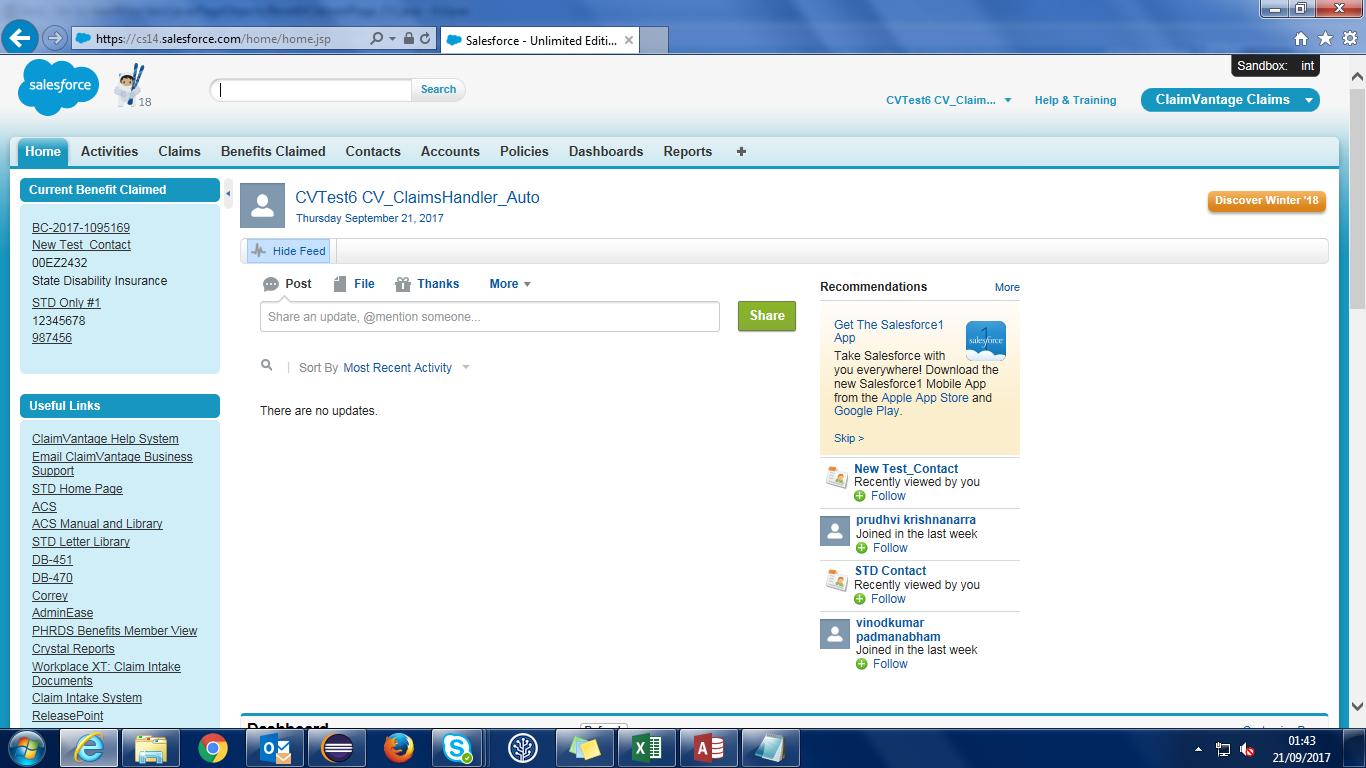 https://cs14.salesforce.com/home/home.jsp
Salesforce - Unlimited Editi...
Sandbox: int
salesforce
18
Search
CVTest6 CV_Claim...
Help & Training
ClaimVantage Claims
Home
Activities
Claims
Benefits Claimed
Contacts
Accounts
Policies
Dashboards
Reports
Current Benefit Claimed
BC-2017-1095169
New Test_Contact
00EZ2432
State Disability Insurance
STD Only #1
12345678
987456
Useful Links
ClaimVantage Help System
Email ClaimVantage Business
Support
STD Home Page
ACS
ACS Manual and Library
STD Letter Library
DB-451
DB-470
Correy
AdminEase
PHRDS Benefits Member View
Crystal Reports
Workplace XT: Claim Intake
Documents
Claim Intake System
ReleasePoint
CVTest6 CV_ClaimsHandler_Auto
Thursday September 21, 2017
Discover Winter '18
Hide Feed
Post
File
Thanks
More
Share an update, @mention someone...
Share
Sort By Most Recent Activity
There are no updates.
Recommendations
More
Get The Salesforce1
App
salesforce
1
Take Salesforce with
you everywhere! Download the
new Salesforce1 Mobile App
from the Apple App Store and
Google Play.
Skip >
New Test_Contact
Recently viewed by you
Follow
prudhvi krishnanarra
Joined in the last week
Follow
STD Contact
Recently viewed by you
Follow
vinodkumar
padmanabham
Joined in the last week
Follow
Dashboard
01:43
21/09/2017